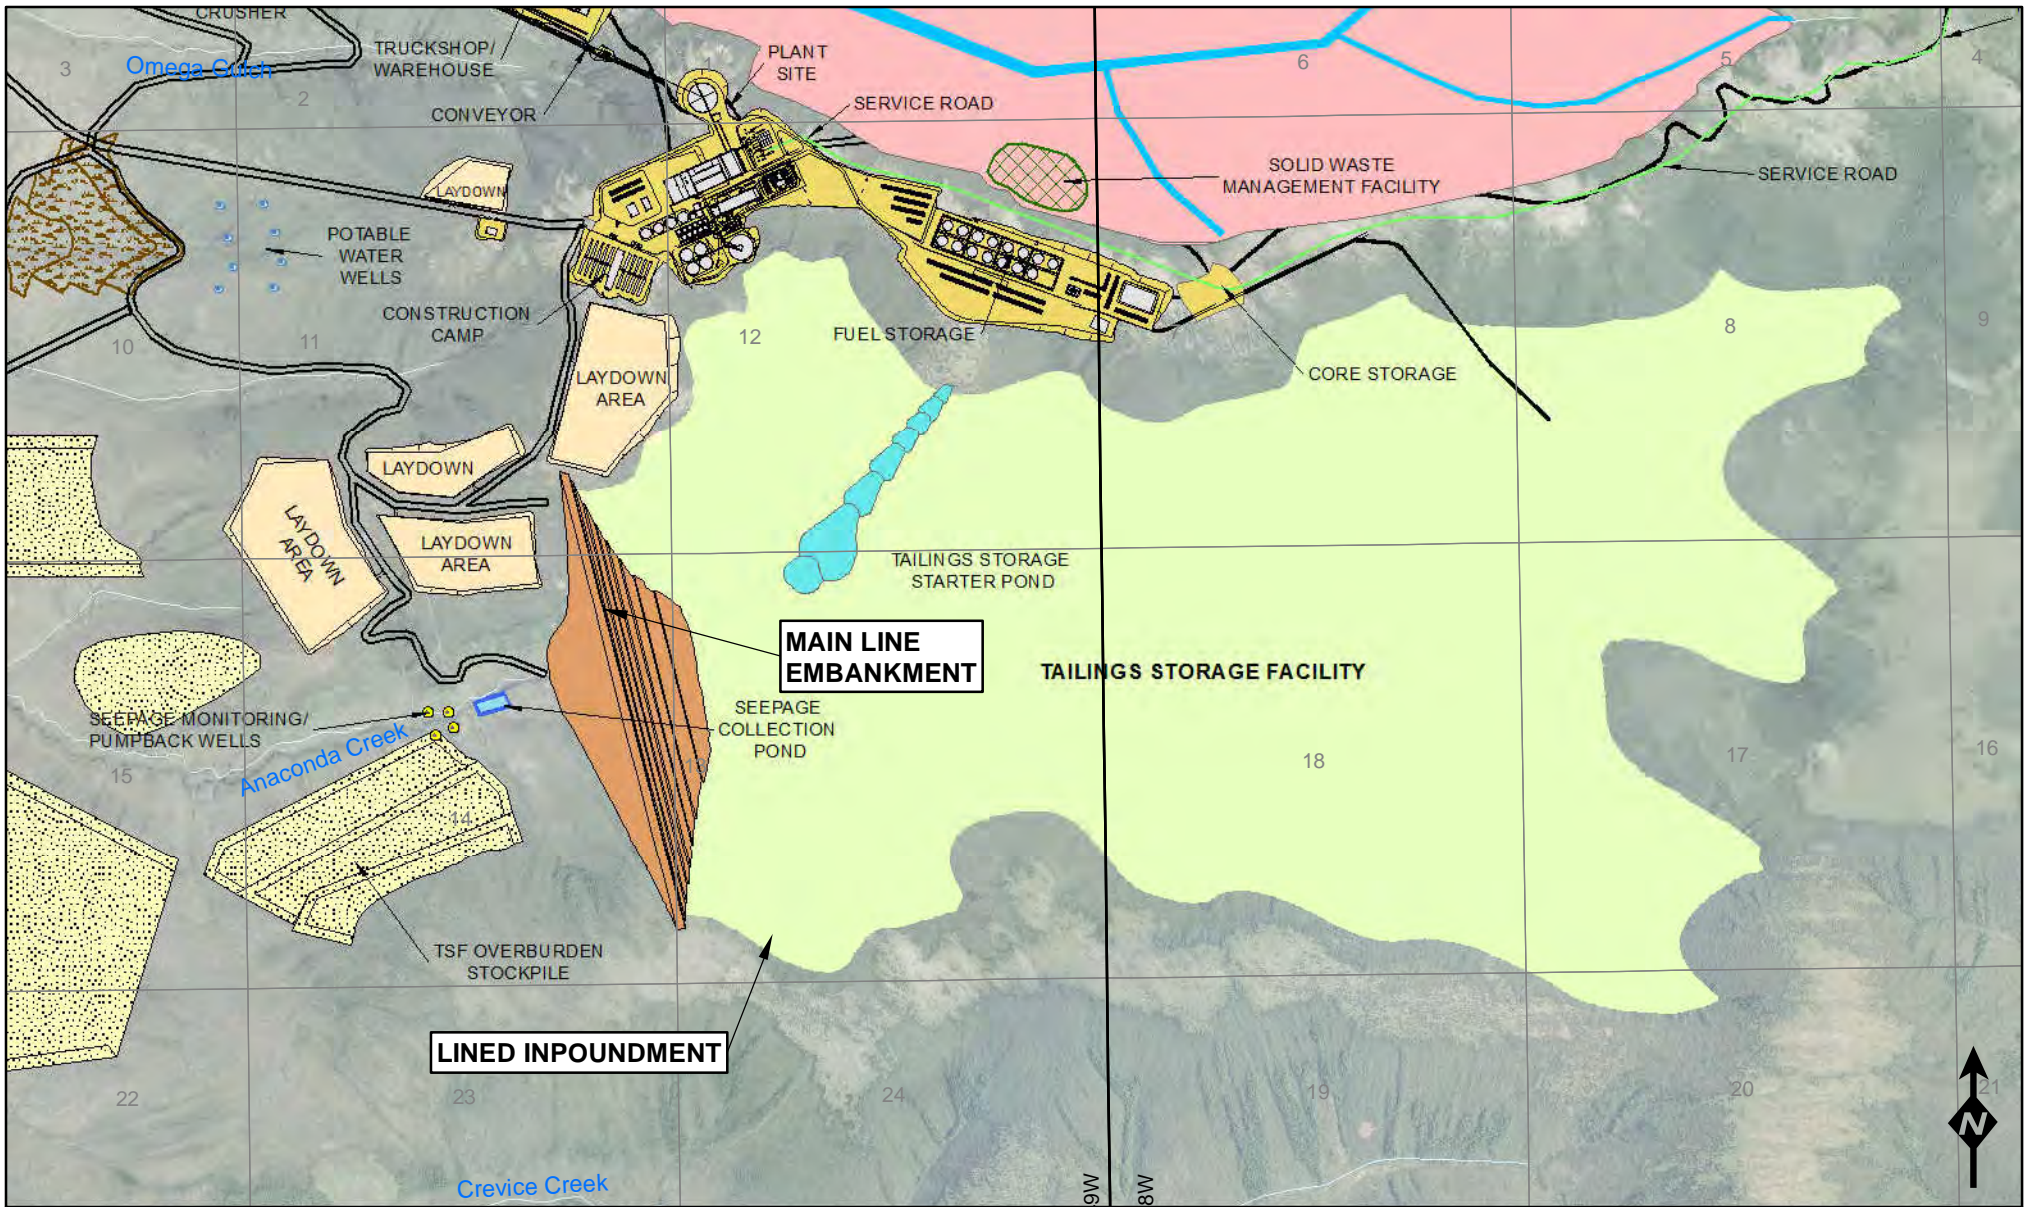 CRUSHER
Omega Gulch
TRUCKSHOP/
WAREHOUSE
CONVEYOR
PLANT
SITE
SERVICE ROAD
SOLID WASTE
MANAGEMENT FACILITY
SERVICE ROAD
3
2
1
6
5
4
LAYDOWN
POTABLE
WATER
WELLS
CONSTRUCTION
CAMP
FUEL STORAGE
CORE STORAGE
10
11
12
8
9
LAYDOWN
AREA
LAYDOWN
LAYDOWN
AREA
LAYDOWN
AREA
TAILINGS STORAGE
STARTER POND
MAIN LINE
EMBANKMENT
TAILINGS STORAGE FACILITY
SEEPAGE
COLLECTION
POND
SEEPAGE MONITORING/
PUMPBACK WELLS
Anaconda Creek
15
14
13
18
17
16
TSF OVERBURDEN
STOCKPILE
LINED INPOUNDMENT
22
23
24
19
20
21
N
Crevice Creek
9W
8W